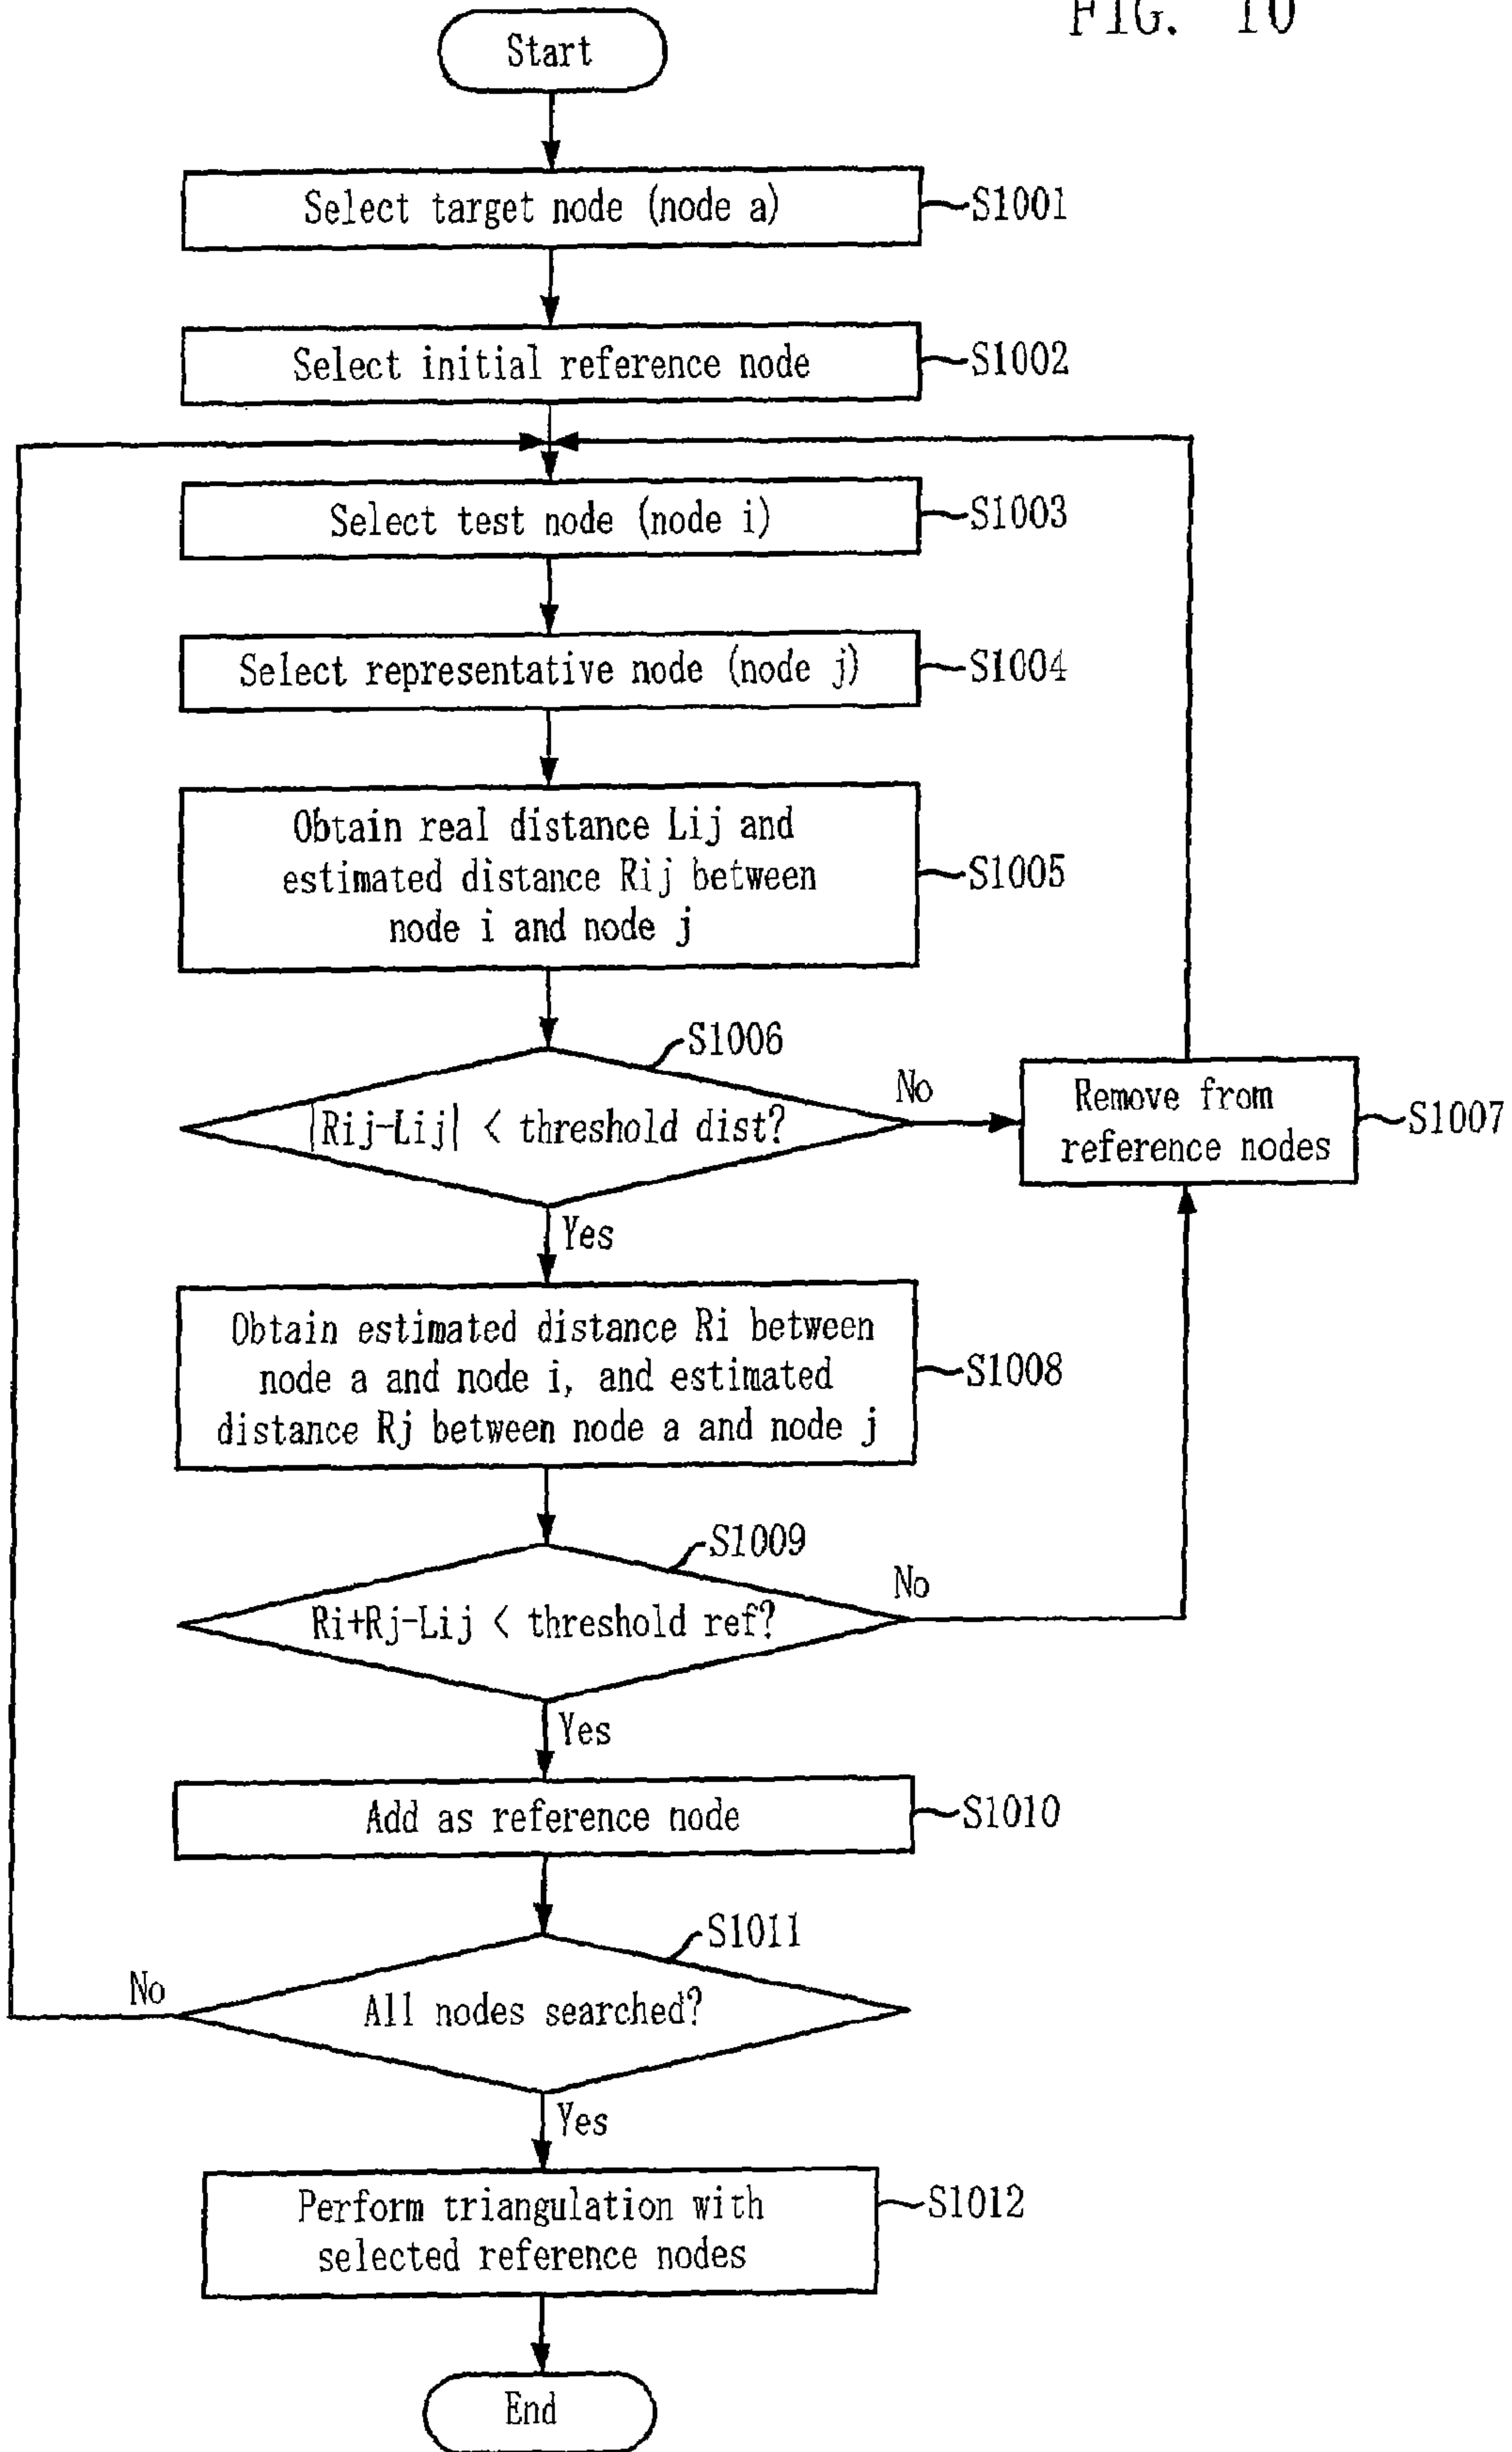 FIG. 10
Start
Select target node (node a)
S1001
Select initial reference node
S1002
Select test node (node i)
S1003
Select representative node (node j)
S1004
Obtain real distance Lij and
estimated distance Rij between
node i and node j
S1005
S1006
|Rij-Lij| < threshold dist?
No
Remove from
reference nodes
S1007
Yes
Obtain estimated distance Ri between
node a and node i, and estimated
distance Rj between node a and node j
S1008
S1009
Ri+Rj-Lij < threshold ref?
No
Yes
Add as reference node
S1010
S1011
All nodes searched?
No
Yes
Perform triangulation with
selected reference nodes
S1012
End